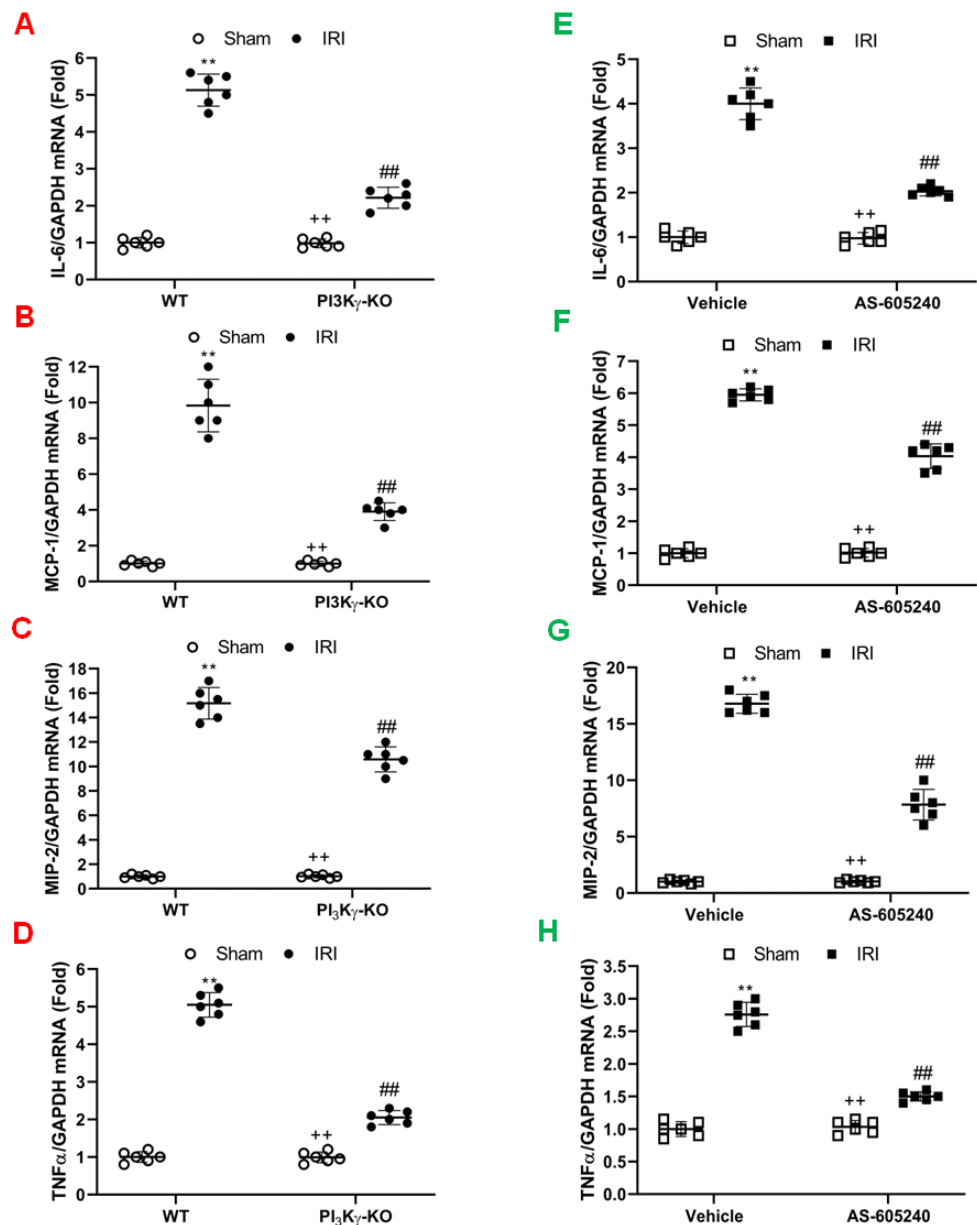 A
Sham IRI
IL-6/GAPDH mRNA (Fold)
6
5
4
3
2
1
0
**
++
##
WT PI3Kγ-KO
B
Sham IRI
MCP-1/GAPDH mRNA (Fold)
12
10
8
6
4
2
0
**
++
##
WT PI3Kγ-KO
C
Sham IRI
MIP-2/GAPDH mRNA (Fold)
18
16
14
12
10
8
6
4
2
0
**
++
##
WT PI₃Kγ-KO
D
Sham IRI
TNFα/GAPDH mRNA (Fold)
6
5
4
3
2
1
0
**
++
##
WT PI₃Kγ-KO
E
Sham IRI
IL-6/GAPDH mRNA (Fold)
5
4
3
2
1
0
**
++
##
Vehicle AS-605240
F
Sham IRI
MCP-1/GAPDH mRNA (Fold)
7
6
5
4
3
2
1
0
**
++
##
Vehicle AS-605240
G
Sham IRI
MIP-2/GAPDH mRNA (Fold)
20
15
10
5
0
**
++
##
Vehicle AS-605240
H
Sham IRI
TNFα/GAPDH mRNA (Fold)
3.5
3.0
2.5
2.0
1.5
1.0
0.5
0.0
**
++
##
Vehicle AS-605240